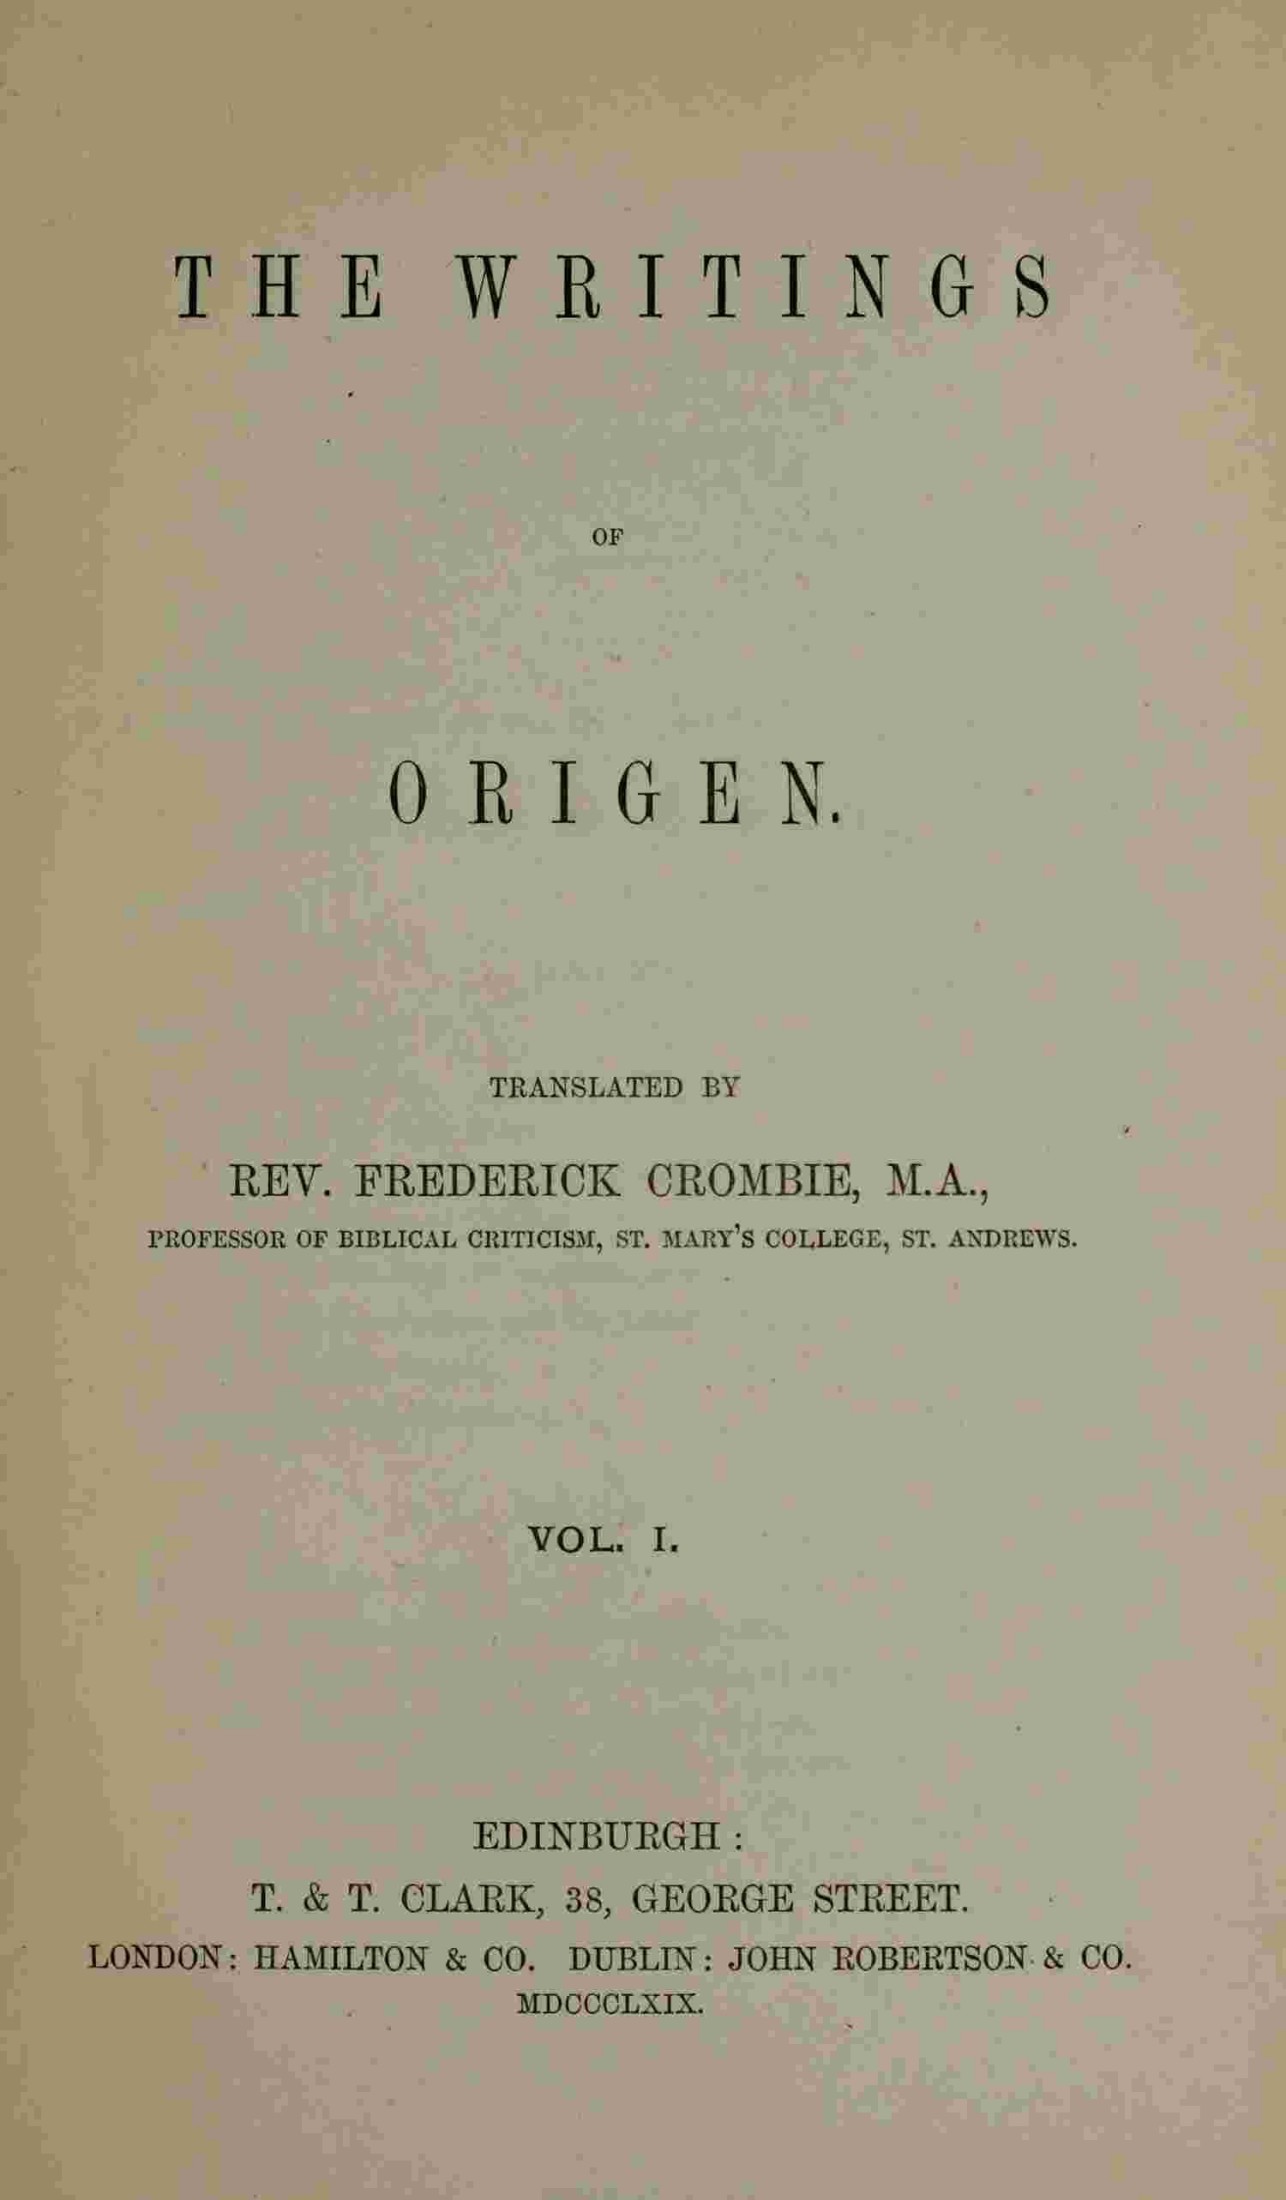 THE WRITINGS
OF
ORIGEN.
TRANSLATED BY
REV. FREDERICK CROMBIE, M.A.,
PROFESSOR OF BIBLICAL CRITICISM, ST. MARY'S COLLEGE, ST. ANDREWS.
VOL. I.
EDINBURGH:
T. & T. CLARK, 38, GEORGE STREET.
LONDON: HAMILTON & CO. DUBLIN: JOHN ROBERTSON & CO.
MDCCCLXIX.